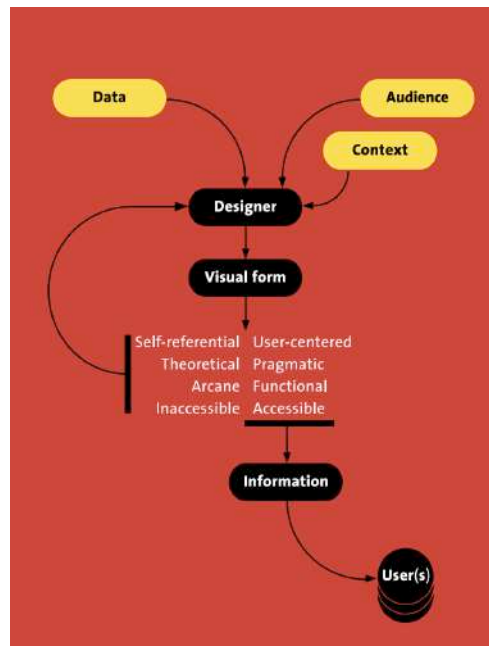 Data
Audience
Context
Designer
Visual form
Self-referential User-centered
Theoretical Pragmatic
Arcane Functional
Inaccessible Accessible
Information
User(s)